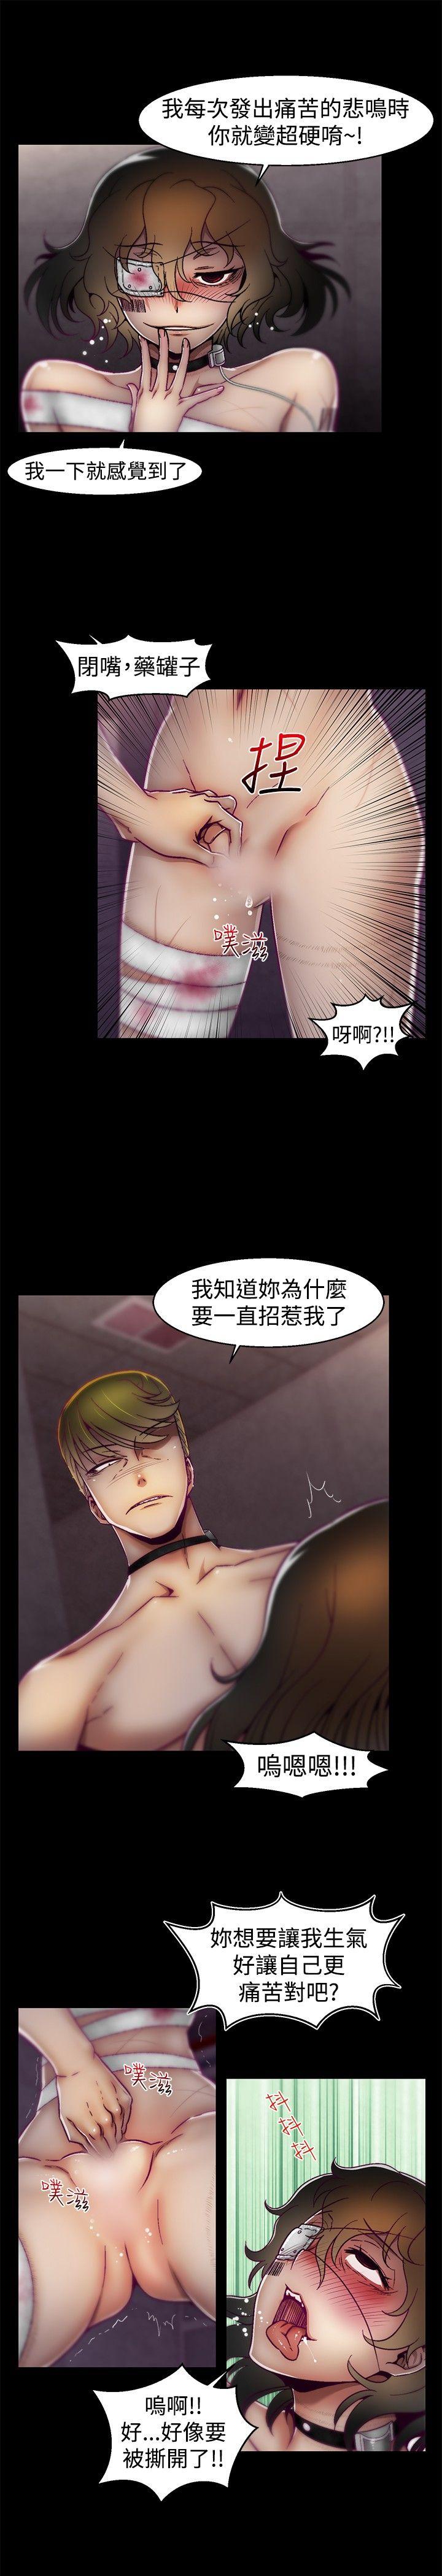 我每次發出痛苦的悲鳴時
你就變超硬唷~!
我一下就感覺到了
閉嘴,藥罐子
捏
噗滋
呀啊?!!
我知道妳為什麼
要一直招惹我了
嗚嗯嗯!!!
妳想要讓我生氣
好讓自己更
痛苦對吧?
噗滋
噗滋
抖
抖
抖
嗚啊!!
好...好像要
被撕開了!!